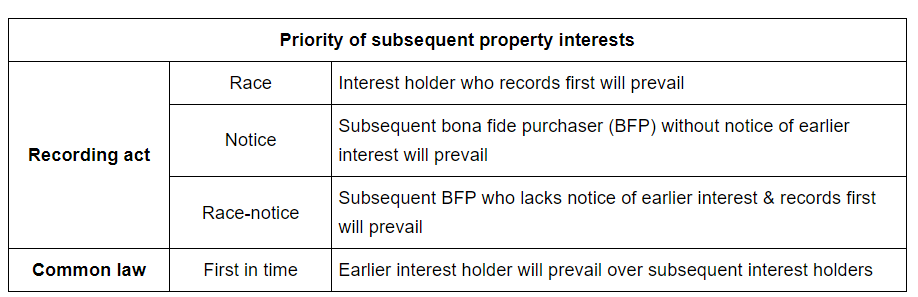 Priority of subsequent property interests
Recording act
Race
Interest holder who records first will prevail
Notice
Subsequent bona fide purchaser (BFP) without notice of earlier
interest will prevail
Race-notice
Subsequent BFP who lacks notice of earlier interest & records first
will prevail
Common law
First in time
Earlier interest holder will prevail over subsequent interest holders